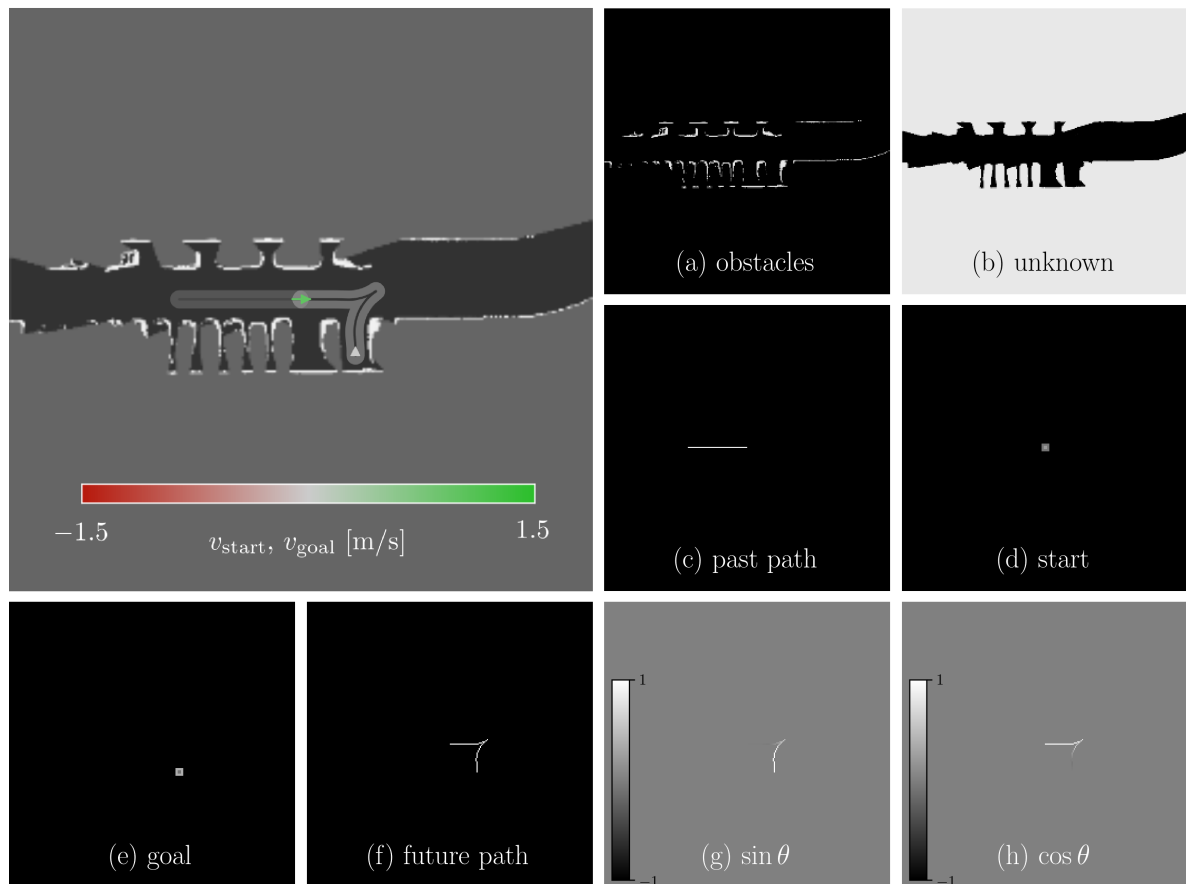 (a) obstacles
(b) unknown
−1.5
1.5
v_start, v_goal [m/s]
(c) past path
(d) start
1
1
(e) goal
(f) future path
(g) sin θ
(h) cos θ
−1
−1